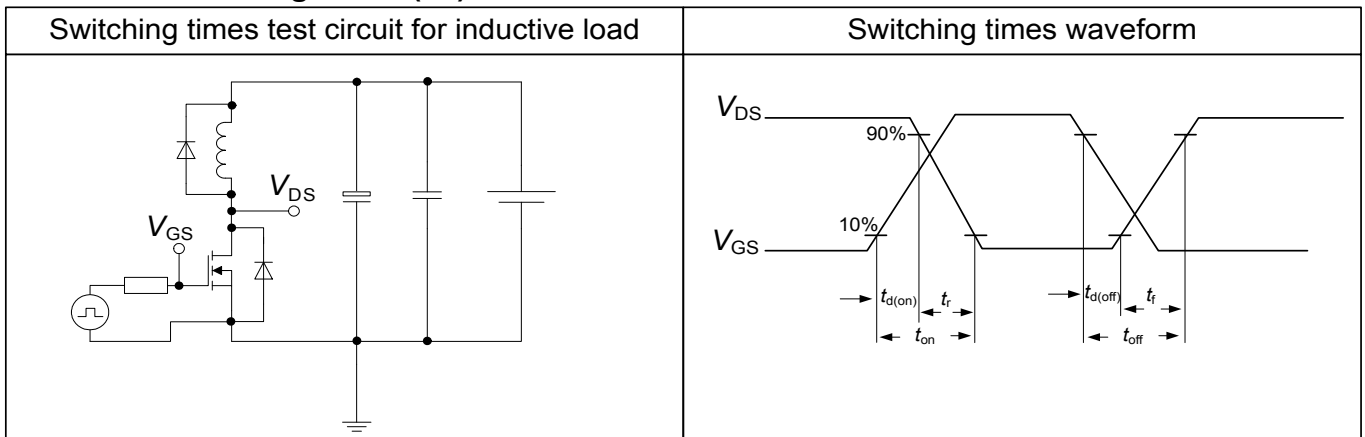 Switching times test circuit for inductive load
Switching times waveform
VDS
VGS
VDS
90%
10%
VGS
td(on) tr
ton
td(off) tf
toff